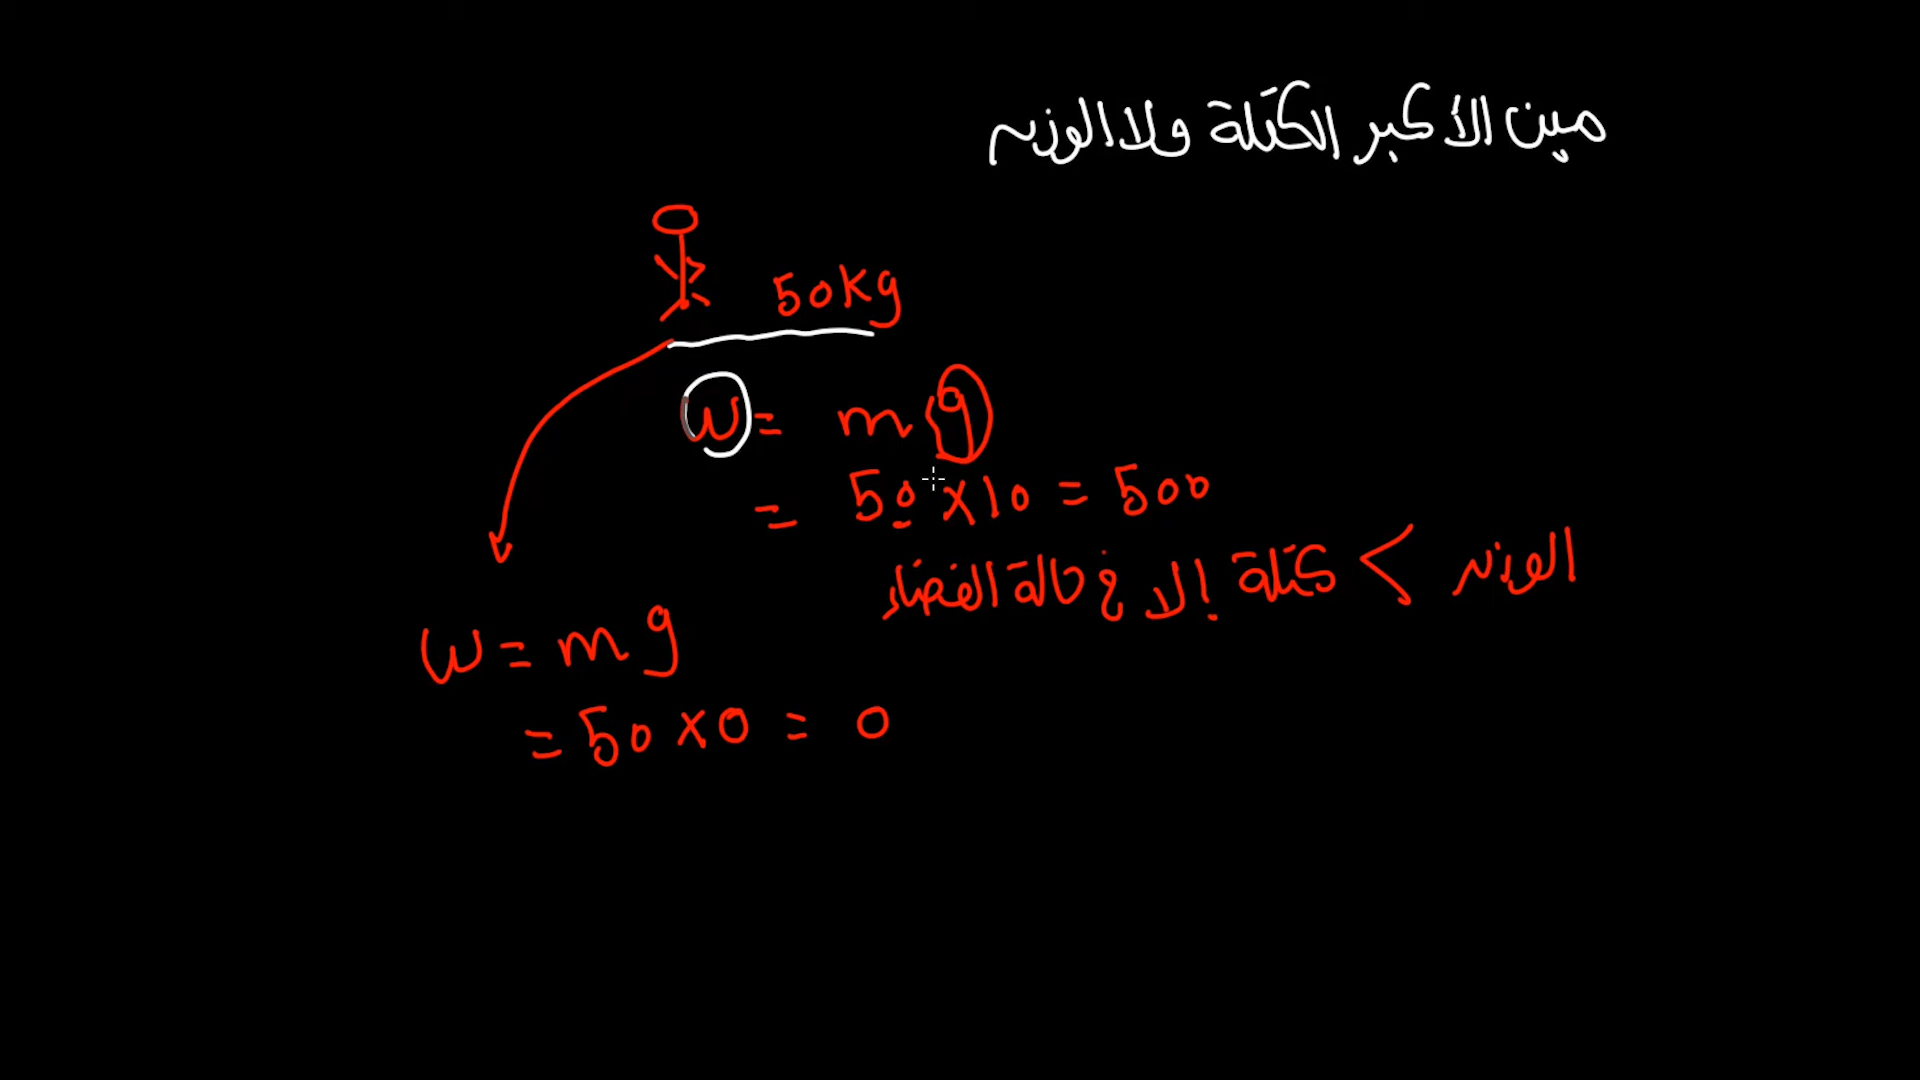 مين الأكبر الكتلة ولا الوزن
50kg
w = mg
= 50 × 10 = 500
الوزن > كتلة إلا في حالة الفضاء
w = mg
= 50 × 0 = 0